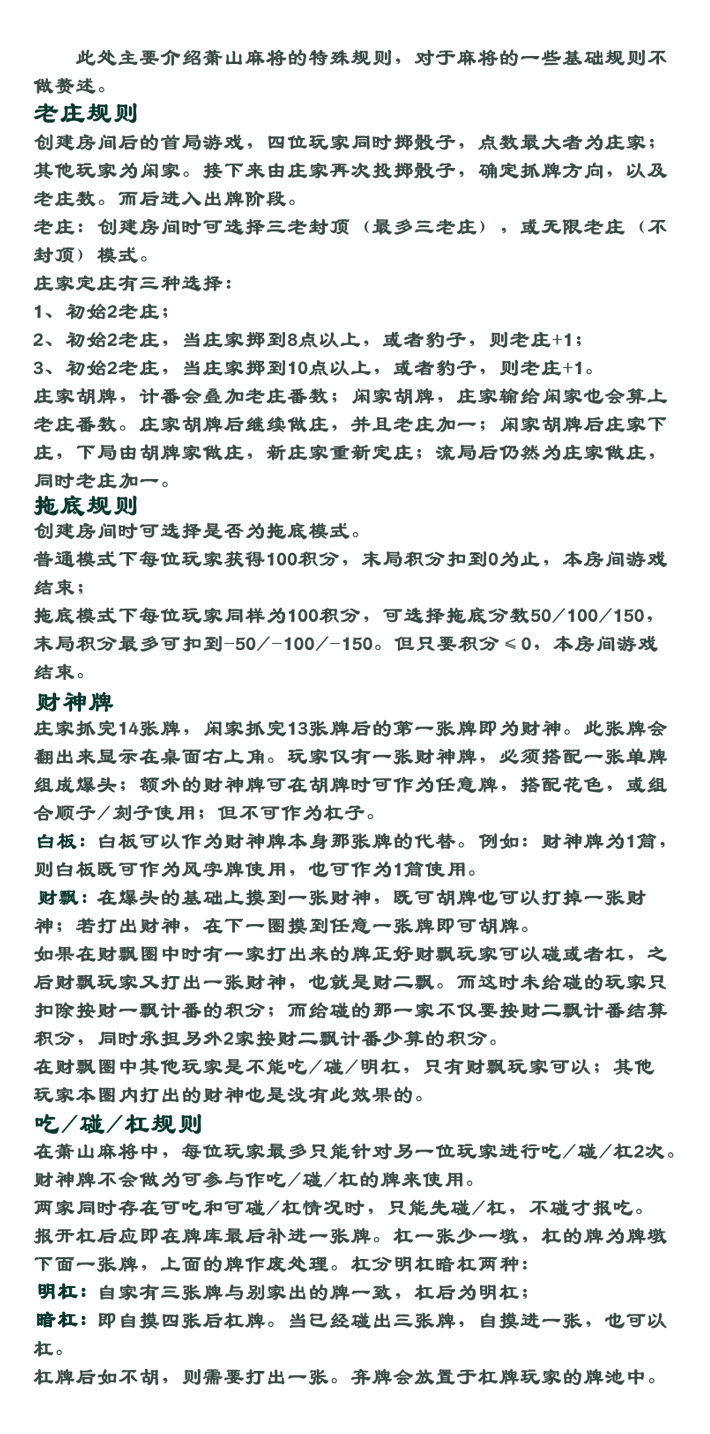 此处主要介绍萧山麻将的特殊规则，对于麻将的一些基础规则不
做赘述。
老庄规则
创建房间后的首局游戏，四位玩家同时掷骰子，点数最大者为庄家；
其他玩家为闲家。接下来由庄家再次投掷骰子，确定抓牌方向，以及
老庄数。而后进入出牌阶段。
老庄：创建房间时可选择三老封顶（最多三老庄），或无限老庄（不
封顶）模式。
庄家定庄有三种选择：
1、初始2老庄；
2、初始2老庄，当庄家掷到8点以上，或者豹子，则老庄+1；
3、初始2老庄，当庄家掷到10点以上，或者豹子，则老庄+1。
庄家胡牌，计番会叠加老庄番数；闲家胡牌，庄家输给闲家也会算上
老庄番数。庄家胡牌后继续做庄，并且老庄加一；闲家胡牌后庄家下
庄，下局由胡牌家做庄，新庄家重新定庄；流局后仍然为庄家做庄，
同时老庄加一。
拖底规则
创建房间时可选择是否为拖底模式。
普通模式下每位玩家获得100积分，末局积分扣到0为止，本房间游戏
结束；
拖底模式下每位玩家同样为100积分，可选择拖底分数50/100/150，
末局积分最多可扣到-50/-100/-150。但只要积分≤0，本房间游戏
结束。
财神牌
庄家抓完14张牌，闲家抓完13张牌后的第一张牌即为财神。此张牌会
翻出来显示在桌面右上角。玩家仅有一张财神牌，必须搭配一张单牌
组成爆头；额外的财神牌可在胡牌时可作为任意牌，搭配花色，或组
合顺子/刻子使用；但不可作为杠子。
白板：白板可以作为财神牌本身那张牌的代替。例如：财神牌为1筒，
则白板既可作为风字牌使用，也可作为1筒使用。
财飘：在爆头的基础上摸到一张财神，既可胡牌也可以打掉一张财
神；若打出财神，在下一圈摸到任意一张牌即可胡牌。
如果在财飘圈中时有一家打出来的牌正好财飘玩家可以碰或者杠，之
后财飘玩家又打出一张财神，也就是财二飘。而这时未给碰的玩家只
扣除按财一飘计番的积分；而给碰的那一家不仅要按财二飘计番结算
积分，同时承担另外2家按财二飘计番少算的积分。
在财飘圈中其他玩家是不能吃/碰/明杠，只有财飘玩家可以；其他
玩家本圈内打出的财神也是没有此效果的。
吃/碰/杠规则
在萧山麻将中，每位玩家最多只能针对另一位玩家进行吃/碰/杠2次。
财神牌不会做为可参与作吃/碰/杠的牌来使用。
两家同时存在可吃和可碰/杠情况时，只能先碰/杠，不碰才报吃。
报开杠后应即在牌库最后补进一张牌。杠一张少一墩，杠的牌为牌墩
下面一张牌，上面的牌作废处理。杠分明杠暗杠两种：
明杠：自家有三张牌与别家出的牌一致，杠后为明杠；
暗杠：即自摸四张后杠牌。当已经碰出三张牌，自摸进一张，也可以
杠。
杠牌后如不胡，则需要打出一张。弃牌会放置于杠牌玩家的牌池中。